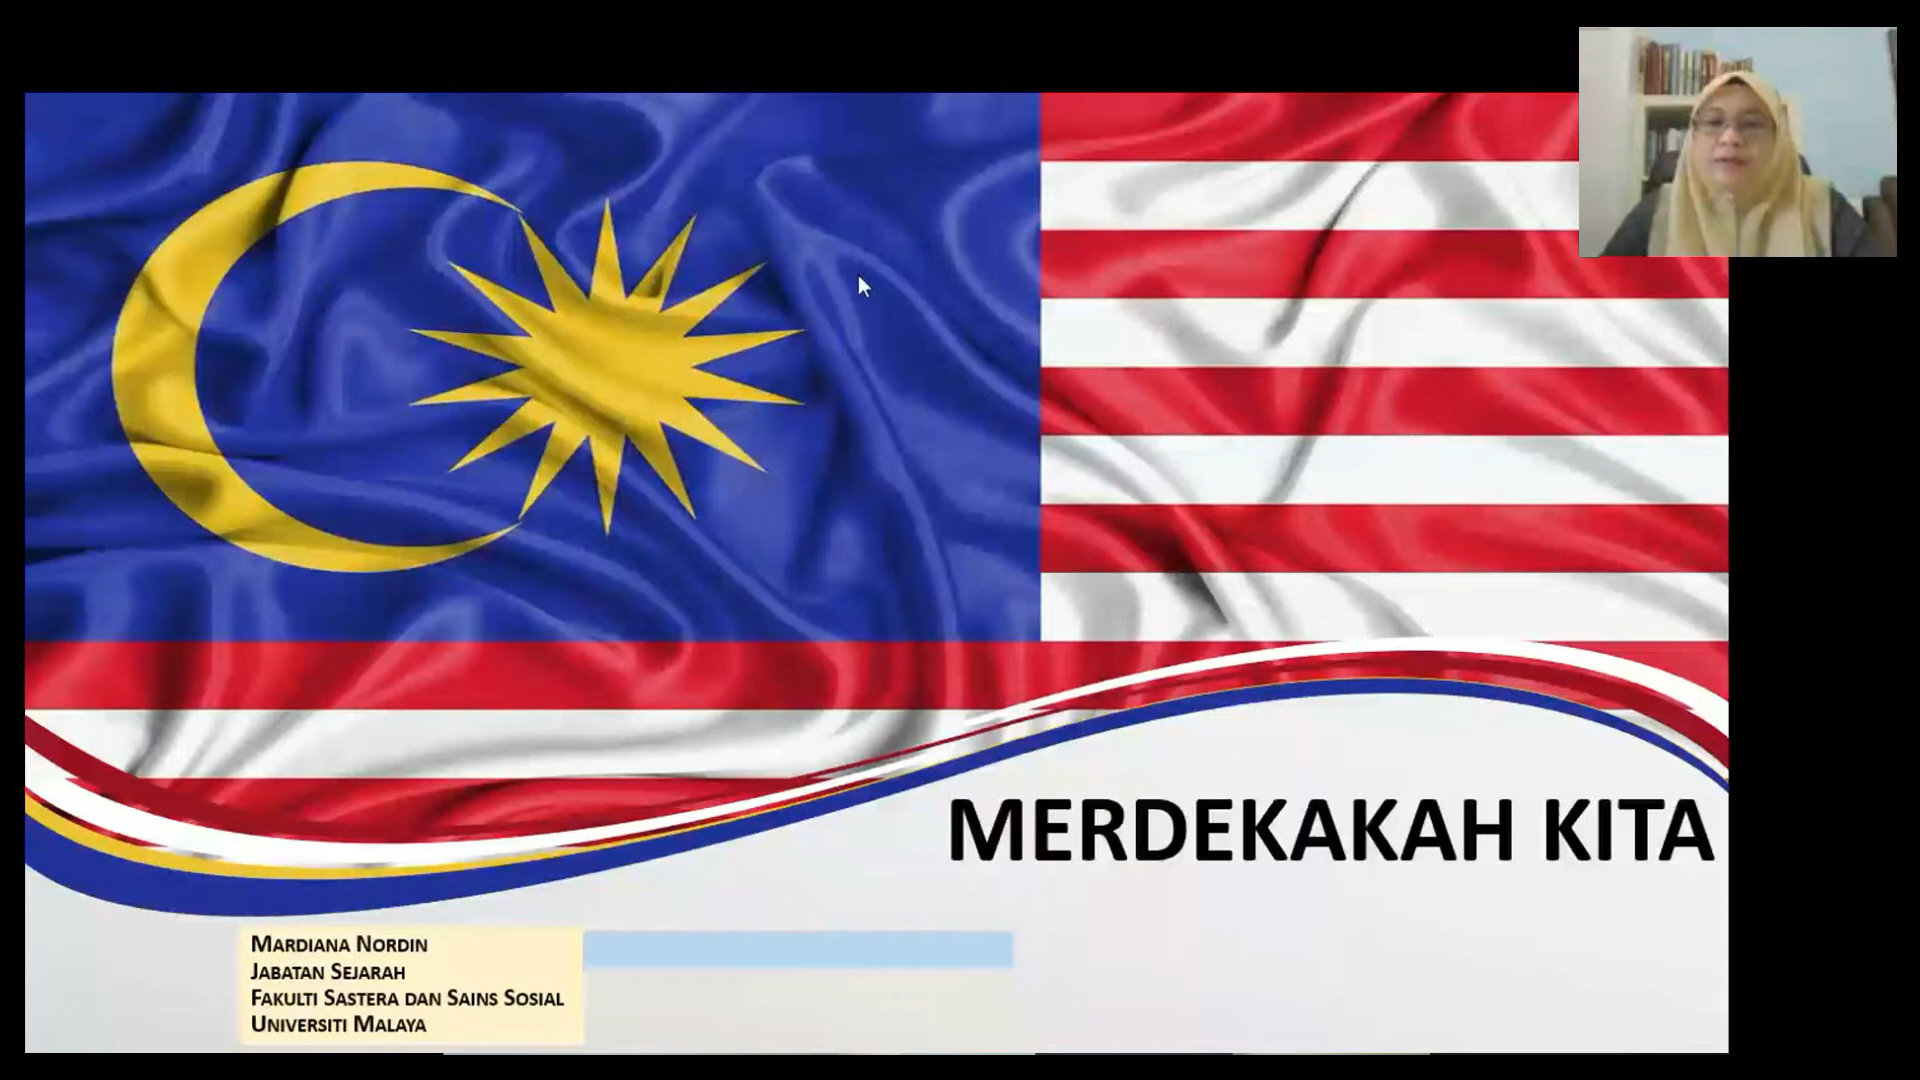 MERDEKAKAH KITA
MARDIANA NORDIN
JABATAN SEJARAH
FAKULTI SASTERA DAN SAINS SOSIAL
UNIVERSITI MALAYA